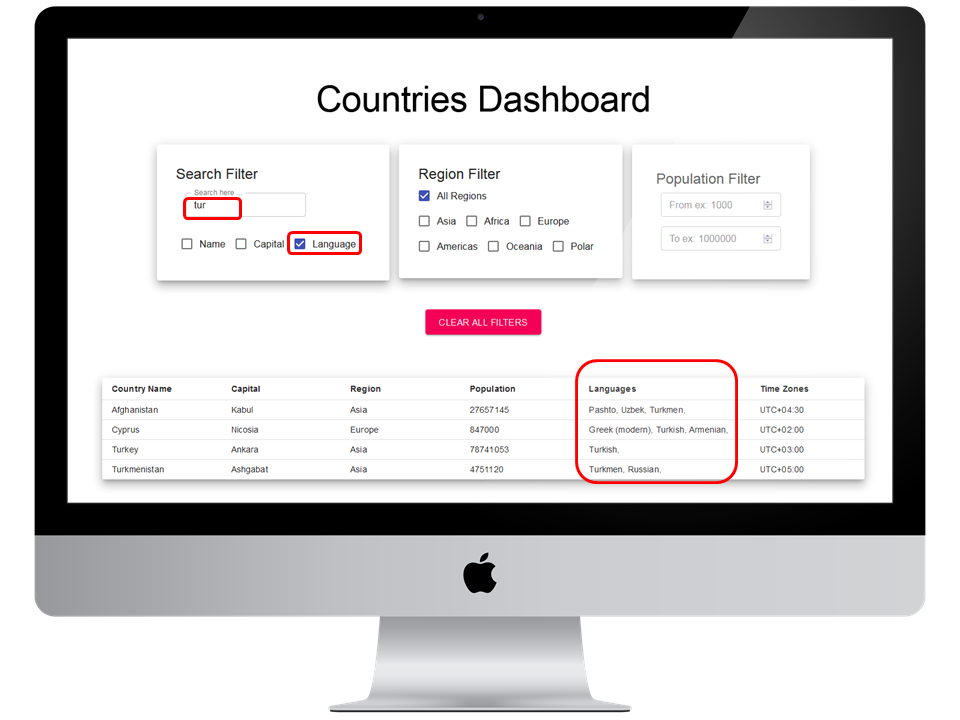 Countries Dashboard
Search Filter
Search here ...
tur
Name Capital Language
Region Filter
All Regions
Asia Africa Europe
Americas Oceania Polar
Population Filter
From ex: 1000
To ex: 1000000
CLEAR ALL FILTERS
Country Name Capital Region Population Languages Time Zones
Afghanistan Kabul Asia 27657145 Pashto, Uzbek, Turkmen, UTC+04:30
Cyprus Nicosia Europe 847000 Greek (modern), Turkish, Armenian, UTC+02:00
Turkey Ankara Asia 78741053 Turkish, UTC+03:00
Turkmenistan Ashgabat Asia 4751120 Turkmen, Russian, UTC+05:00